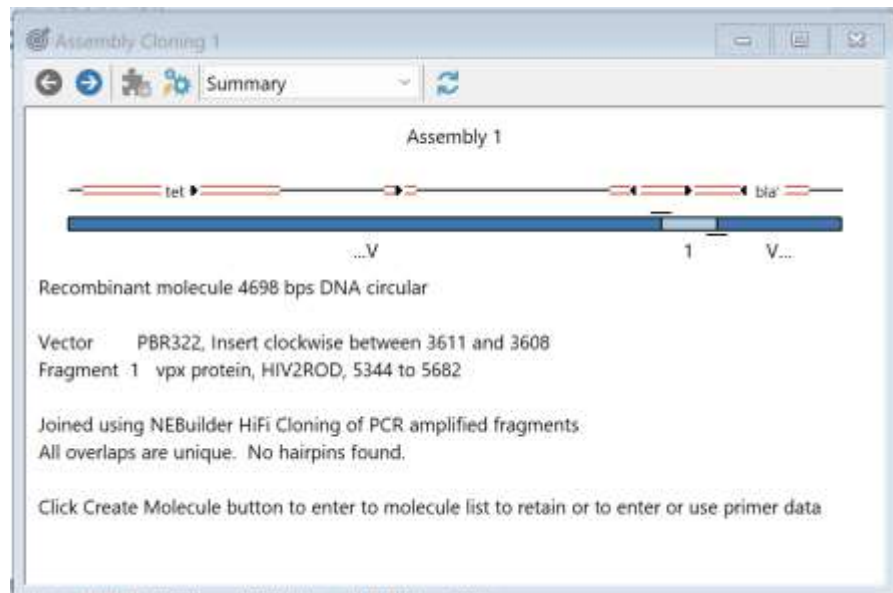 Assembly Cloning 1
Summary
Assembly 1
tet bla'
...V 1 V...
Recombinant molecule 4698 bps DNA circular
Vector PBR322, Insert clockwise between 3611 and 3608
Fragment 1 vpx protein, HIV2ROD, 5344 to 5682
Joined using NEBuilder HiFi Cloning of PCR amplified fragments
All overlaps are unique. No hairpins found.
Click Create Molecule button to enter to molecule list to retain or to enter or use primer data